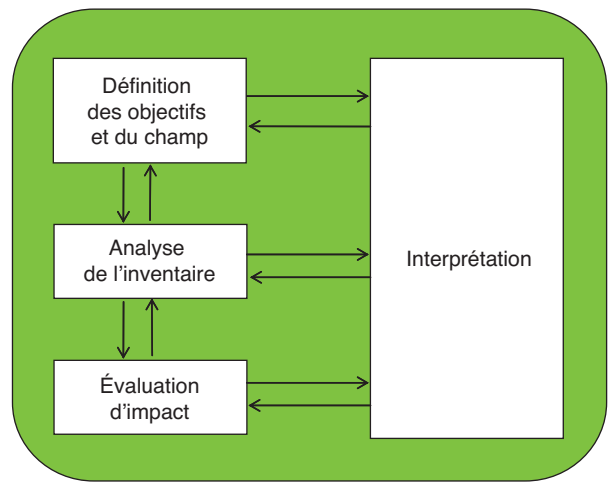 Définition
des objectifs
et du champ
Analyse
de l'inventaire
Interprétation
Évaluation
d'impact